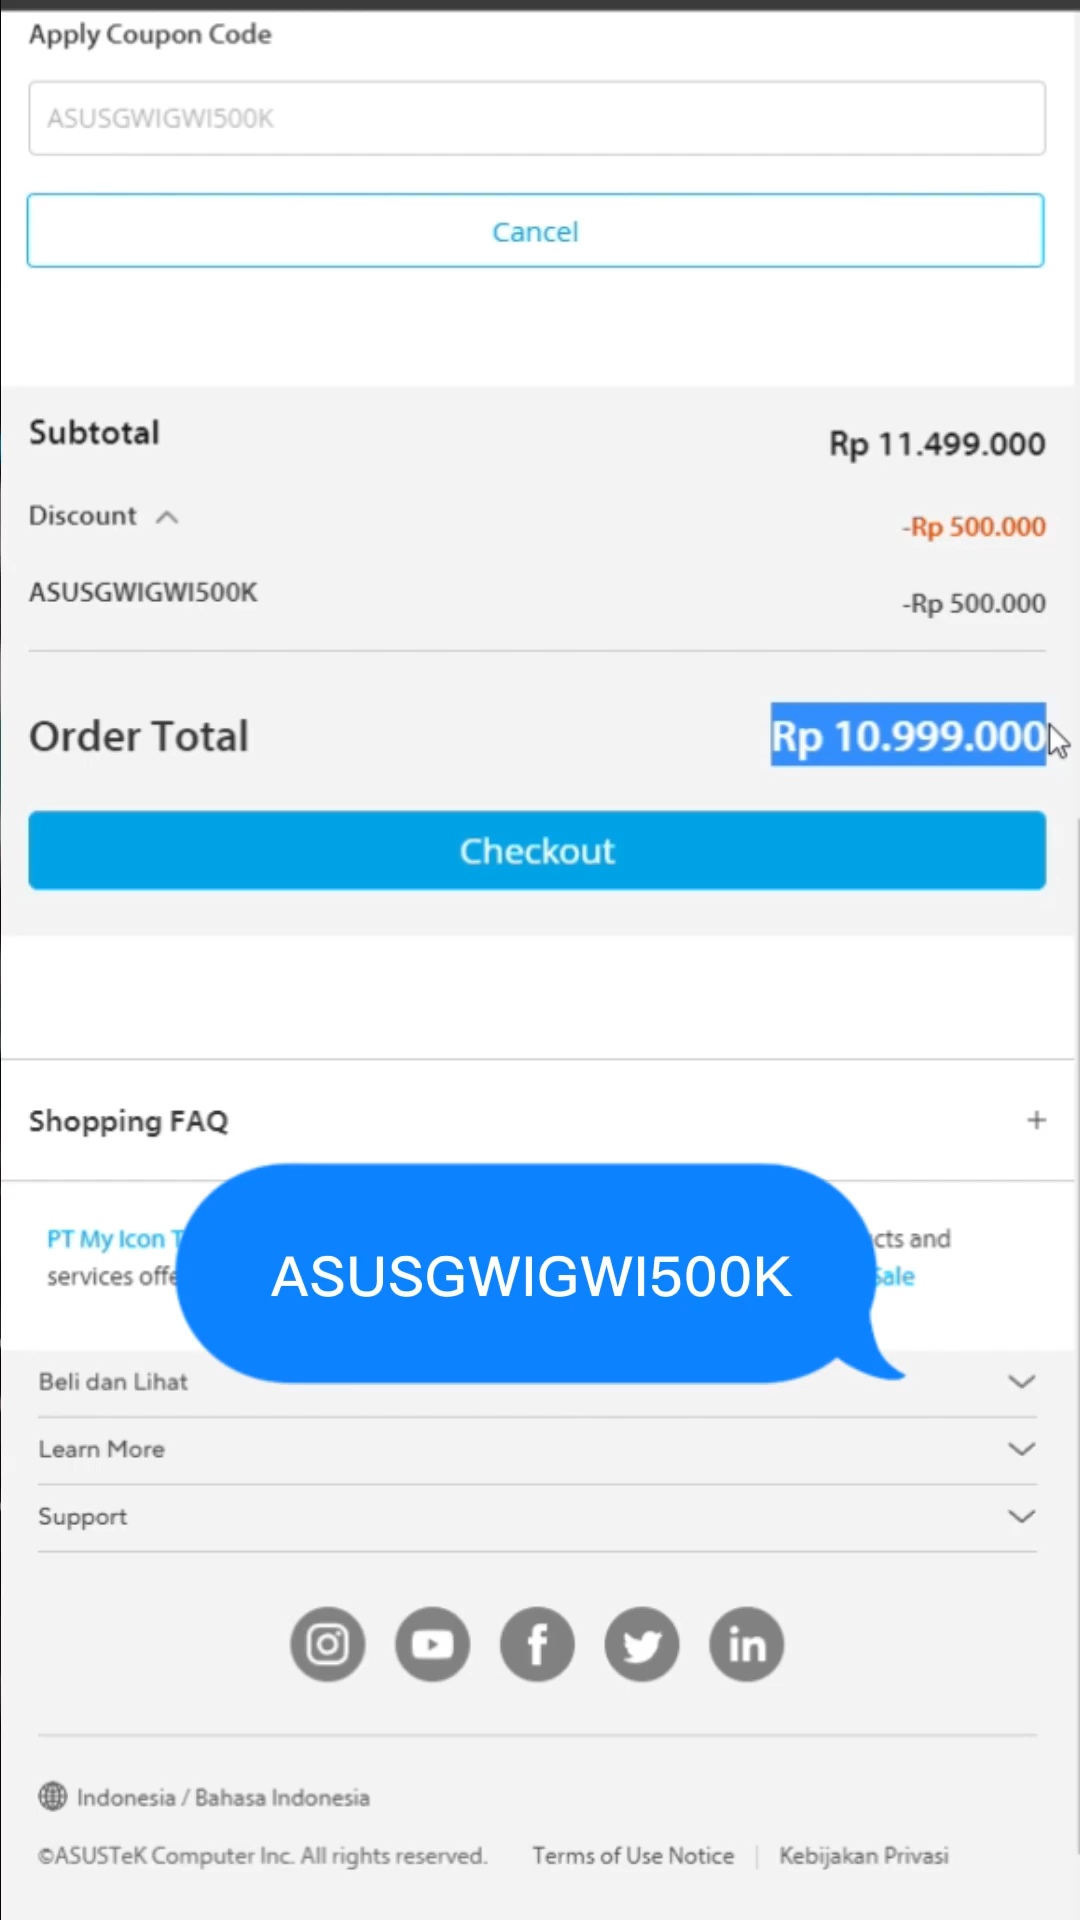 Apply Coupon Code
ASUSGWIGWI500K
Cancel
Subtotal
Rp 11.499.000
Discount
-Rp 500.000
ASUSGWIGWI500K
-Rp 500.000
Order Total
Rp 10.999.000
Checkout
Shopping FAQ
+
PT My Icon
and
services
Sale
ASUSGWIGWI500K
Beli dan Lihat
Learn More
Support
Indonesia / Bahasa Indonesia
©ASUSTeK Computer Inc. All rights reserved. Terms of Use Notice | Kebijakan Privasi